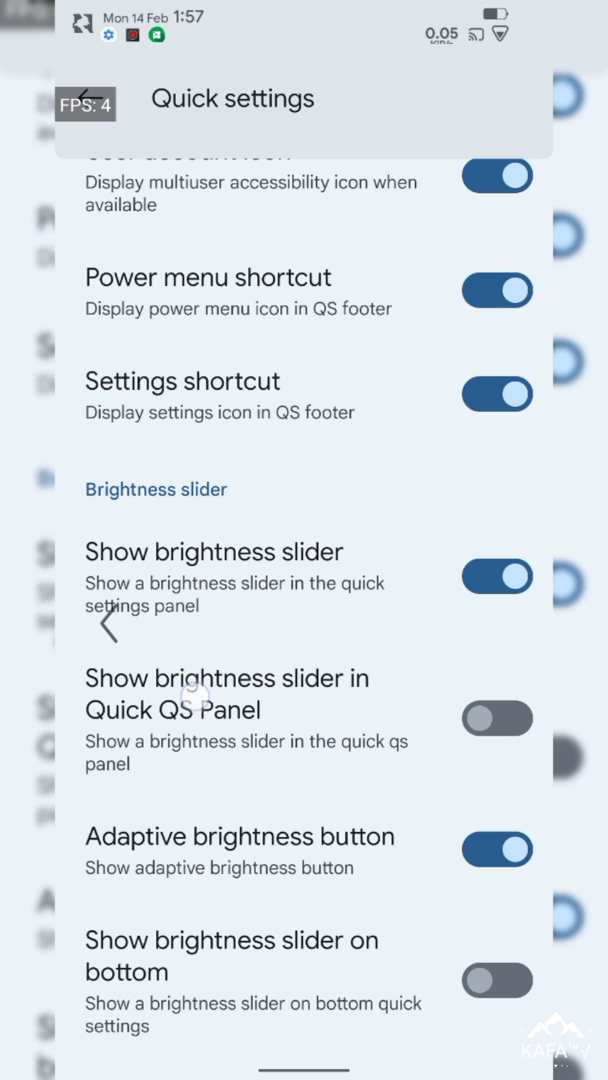 Mon 14 Feb 1:57
0.05
FPS: 4
Quick settings
Display multiuser accessibility icon when
available
Power menu shortcut
Display power menu icon in QS footer
Settings shortcut
Display settings icon in QS footer
Brightness slider
Show brightness slider
Show a brightness slider in the quick
settings panel
Show brightness slider in
Quick QS Panel
Show a brightness slider in the quick qs
panel
Adaptive brightness button
Show adaptive brightness button
Show brightness slider on
bottom
Show a brightness slider on bottom quick
settings
KAFA™√